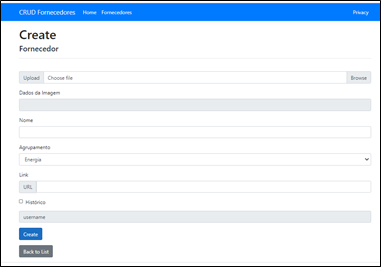 CRUD Fornecedores Home Fornecedores Privacy
Create
Fornecedor
Upload Choose file Browse
Dados da Imagem
Nome
Agrupamento
Energia
Link
URL
Histórico
username
Create
Back to List